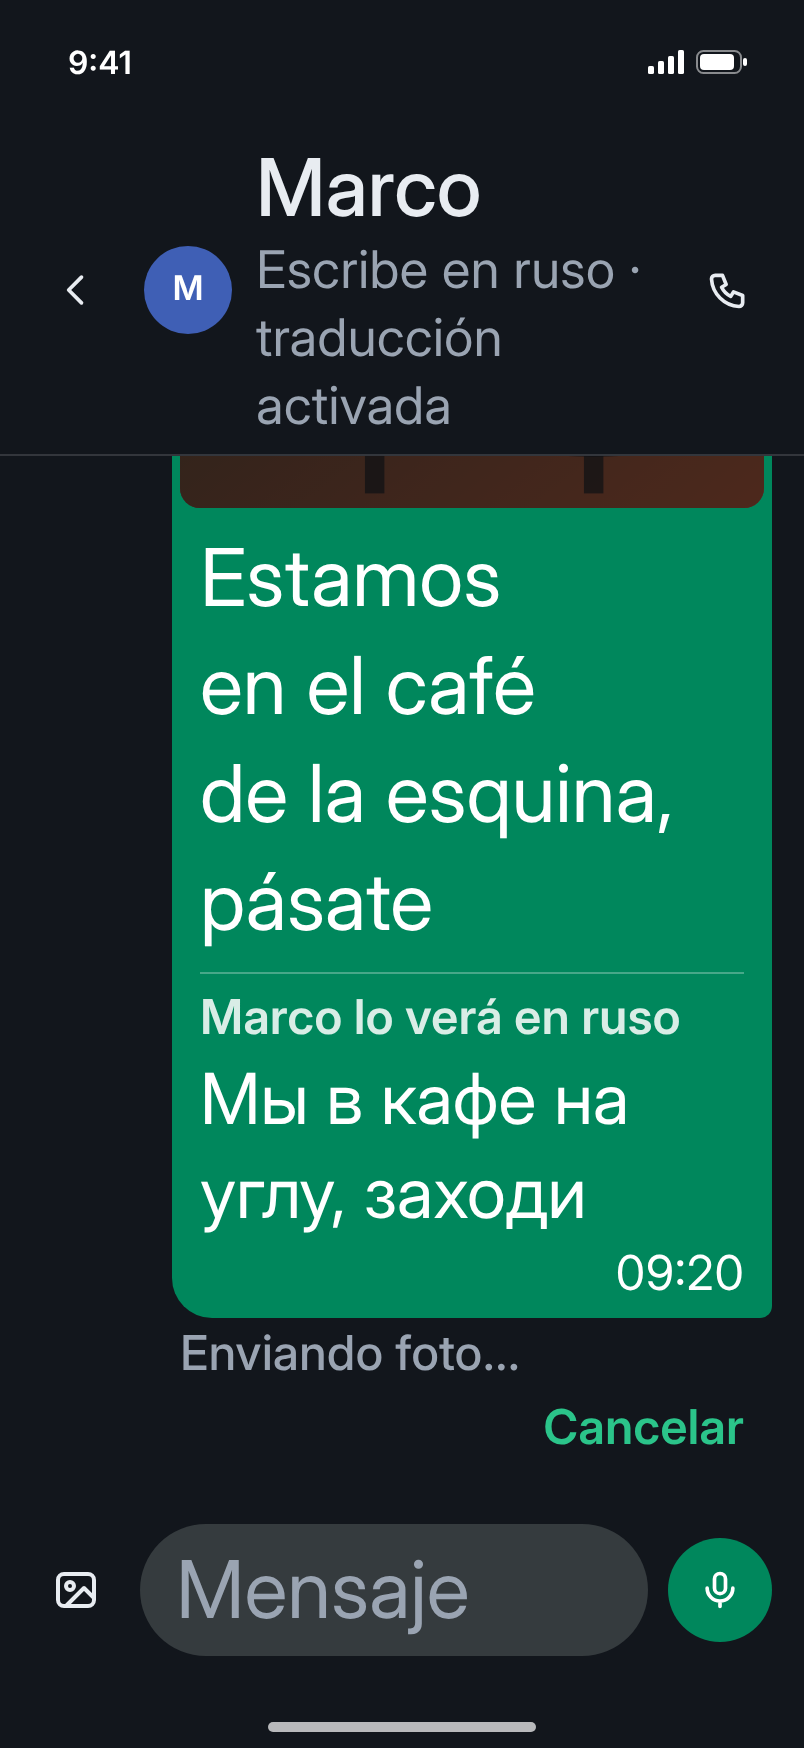 9:41
Marco
M
Escribe en ruso ·
traducción
activada
Estamos
en el café
de la esquina,
pásate
Marco lo verá en ruso
Мы в кафе на
углу, заходи
09:20
Enviando foto...
Cancelar
Mensaje